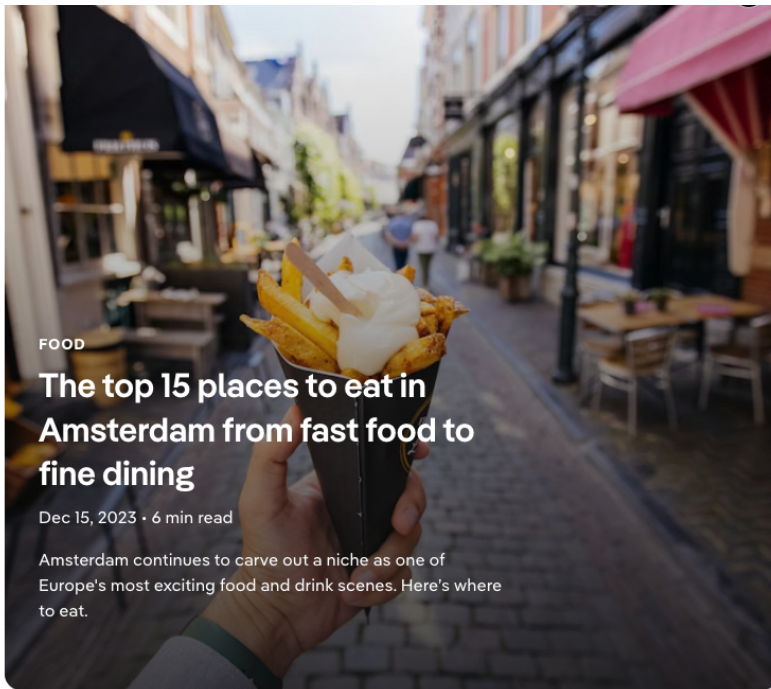 FOOD
The top 15 places to eat in
Amsterdam from fast food to
fine dining
Dec 15, 2023 • 6 min read
Amsterdam continues to carve out a niche as one of
Europe's most exciting food and drink scenes. Here's where
to eat.